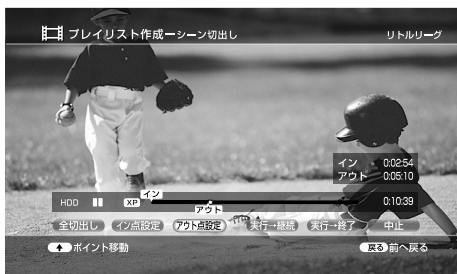 プレイリスト作成ーシーン切出し リトルリーグ
イン 0:02:54
アウト 0:05:10
HDD XP イン 0:10:39
アウト
全切出し イン点設定 アウト点設定 実行→継続 実行→終了 中止
ポイント移動 戻る 前へ戻る